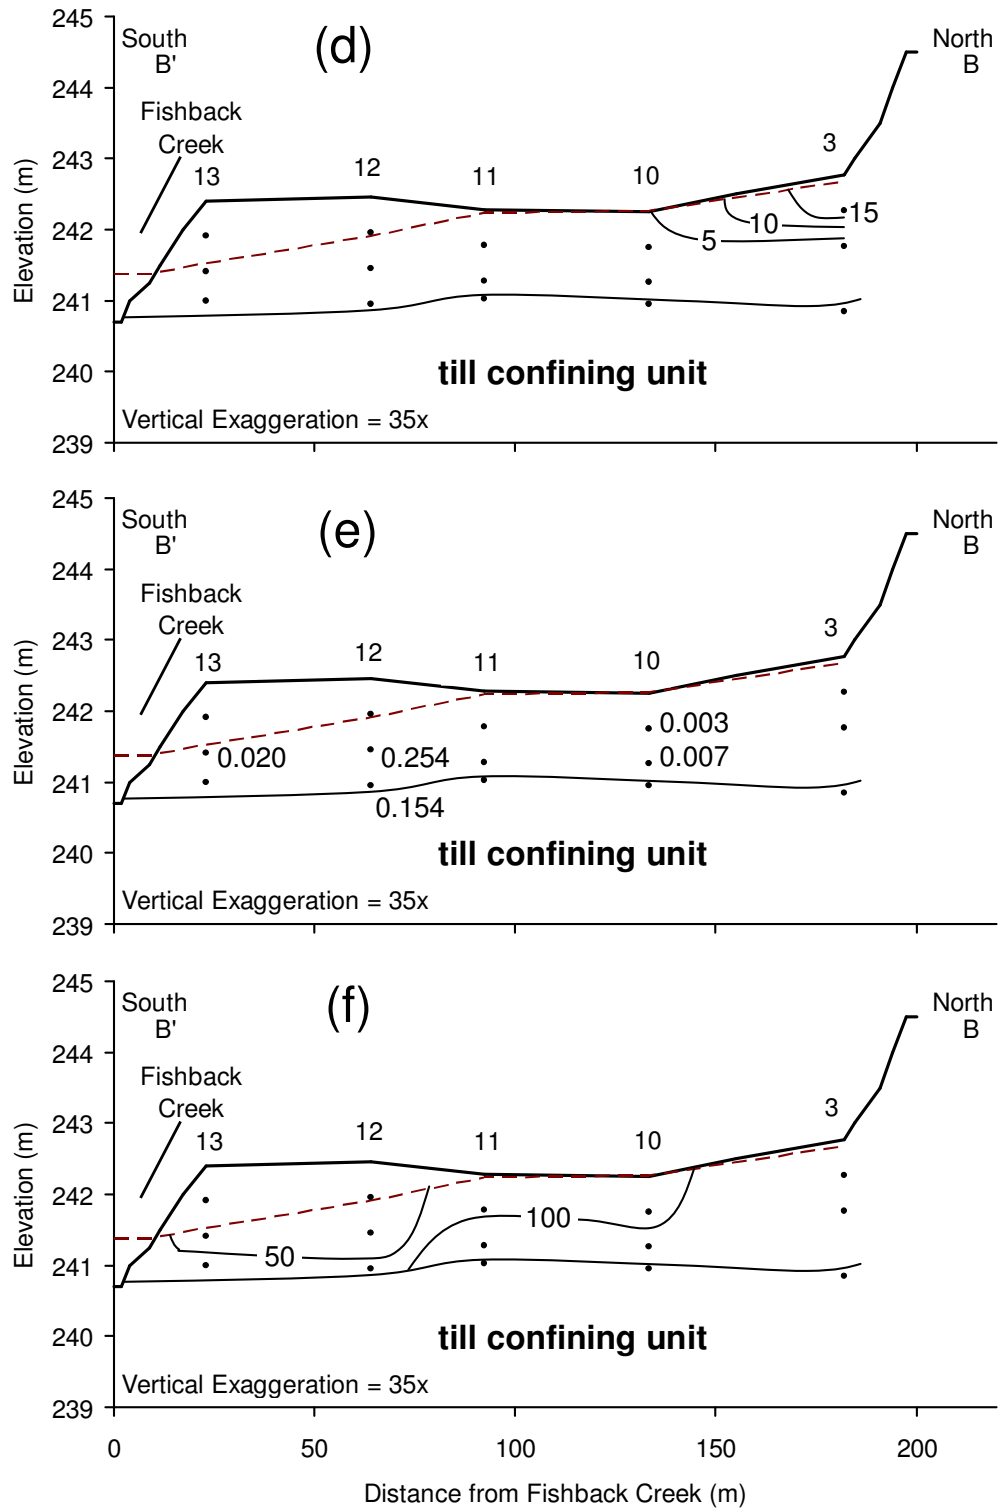 245
244
243
242
241
240
239
Elevation (m)
South
B'
(d)
North
B
Fishback
Creek
13
12
11
10
3
5
10
15
till confining unit
Vertical Exaggeration = 35x
245
244
243
242
241
240
239
Elevation (m)
South
B'
(e)
North
B
Fishback
Creek
13
12
11
10
3
0.020
0.254
0.154
0.003
0.007
till confining unit
Vertical Exaggeration = 35x
245
244
243
242
241
240
239
Elevation (m)
South
B'
(f)
North
B
Fishback
Creek
13
12
11
10
3
50
100
till confining unit
Vertical Exaggeration = 35x
0
50
100
150
200
Distance from Fishback Creek (m)